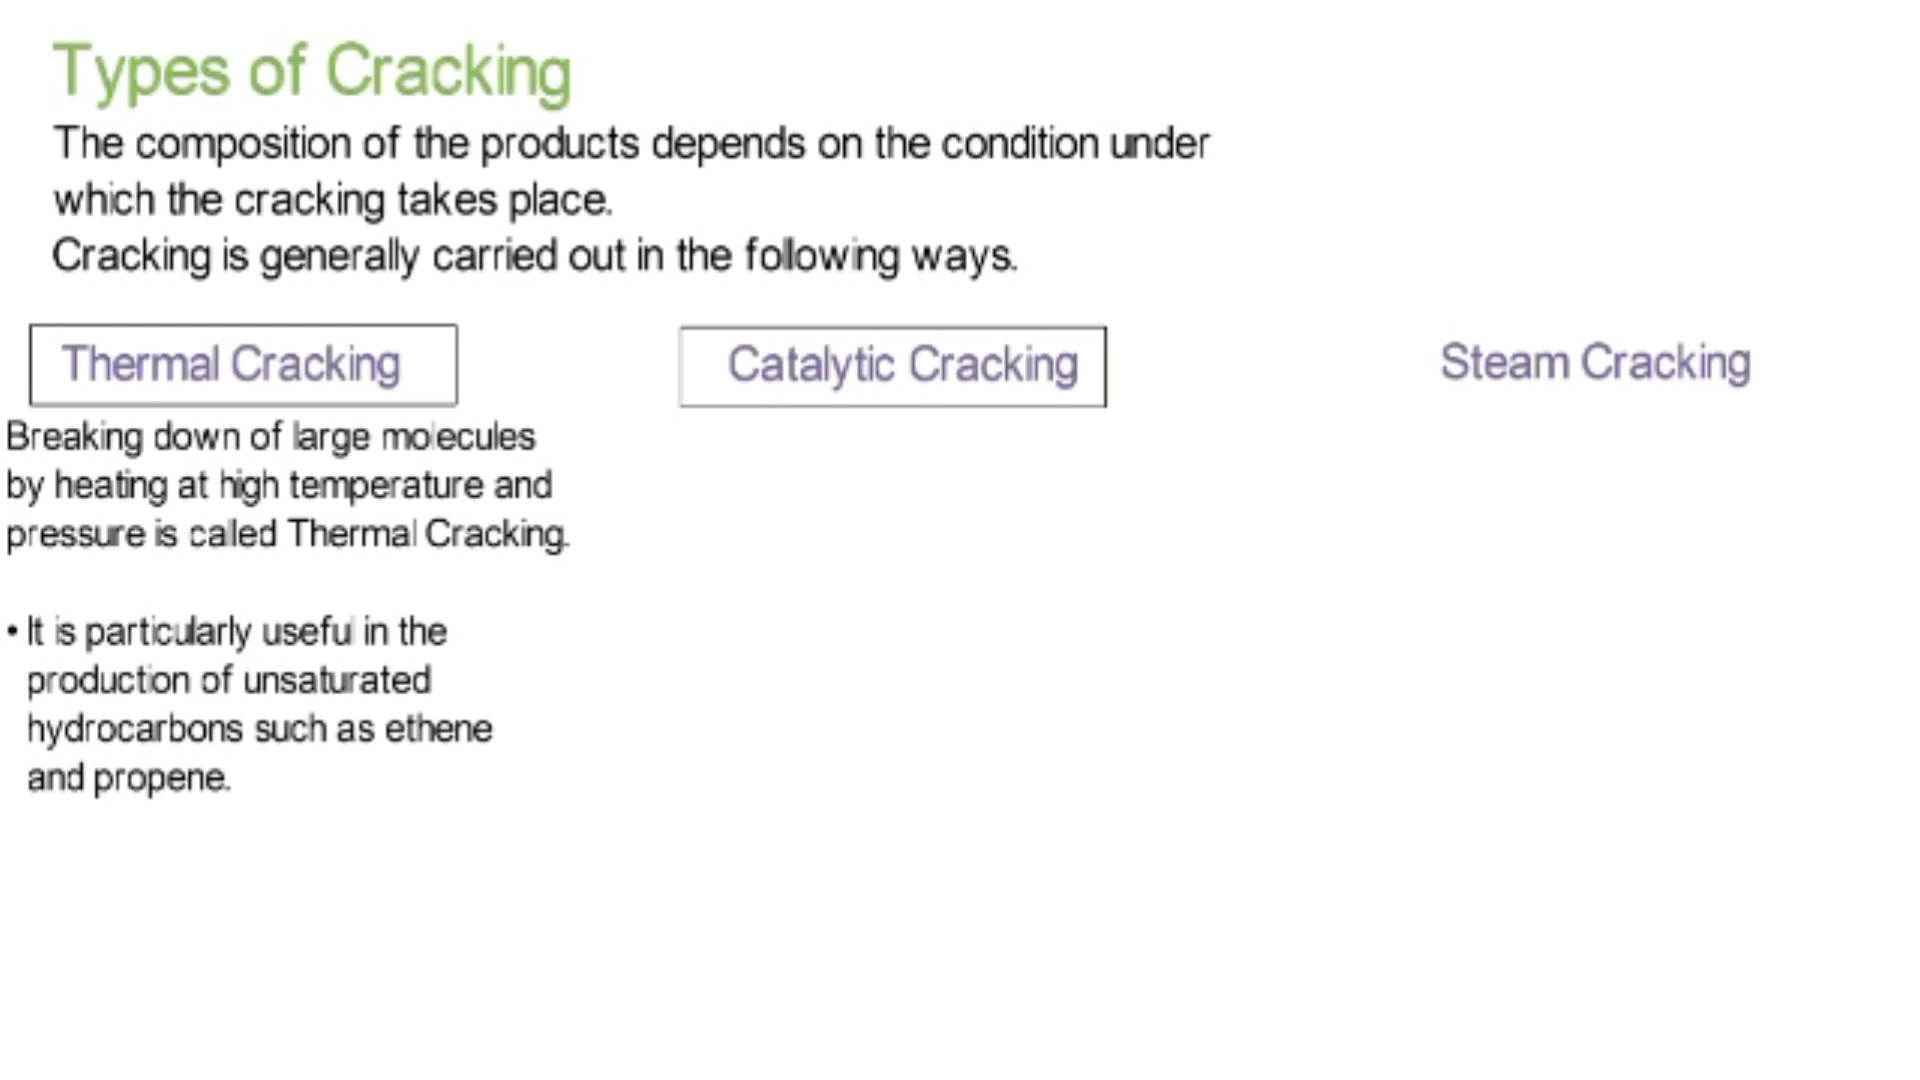 Types of Cracking
The composition of the products depends on the condition under
which the cracking takes place.
Cracking is generally carried out in the following ways.
Thermal Cracking
Catalytic Cracking
Steam Cracking
Breaking down of large molecules
by heating at high temperature and
pressure is called Thermal Cracking.
• It is particularly useful in the
production of unsaturated
hydrocarbons such as ethene
and propene.